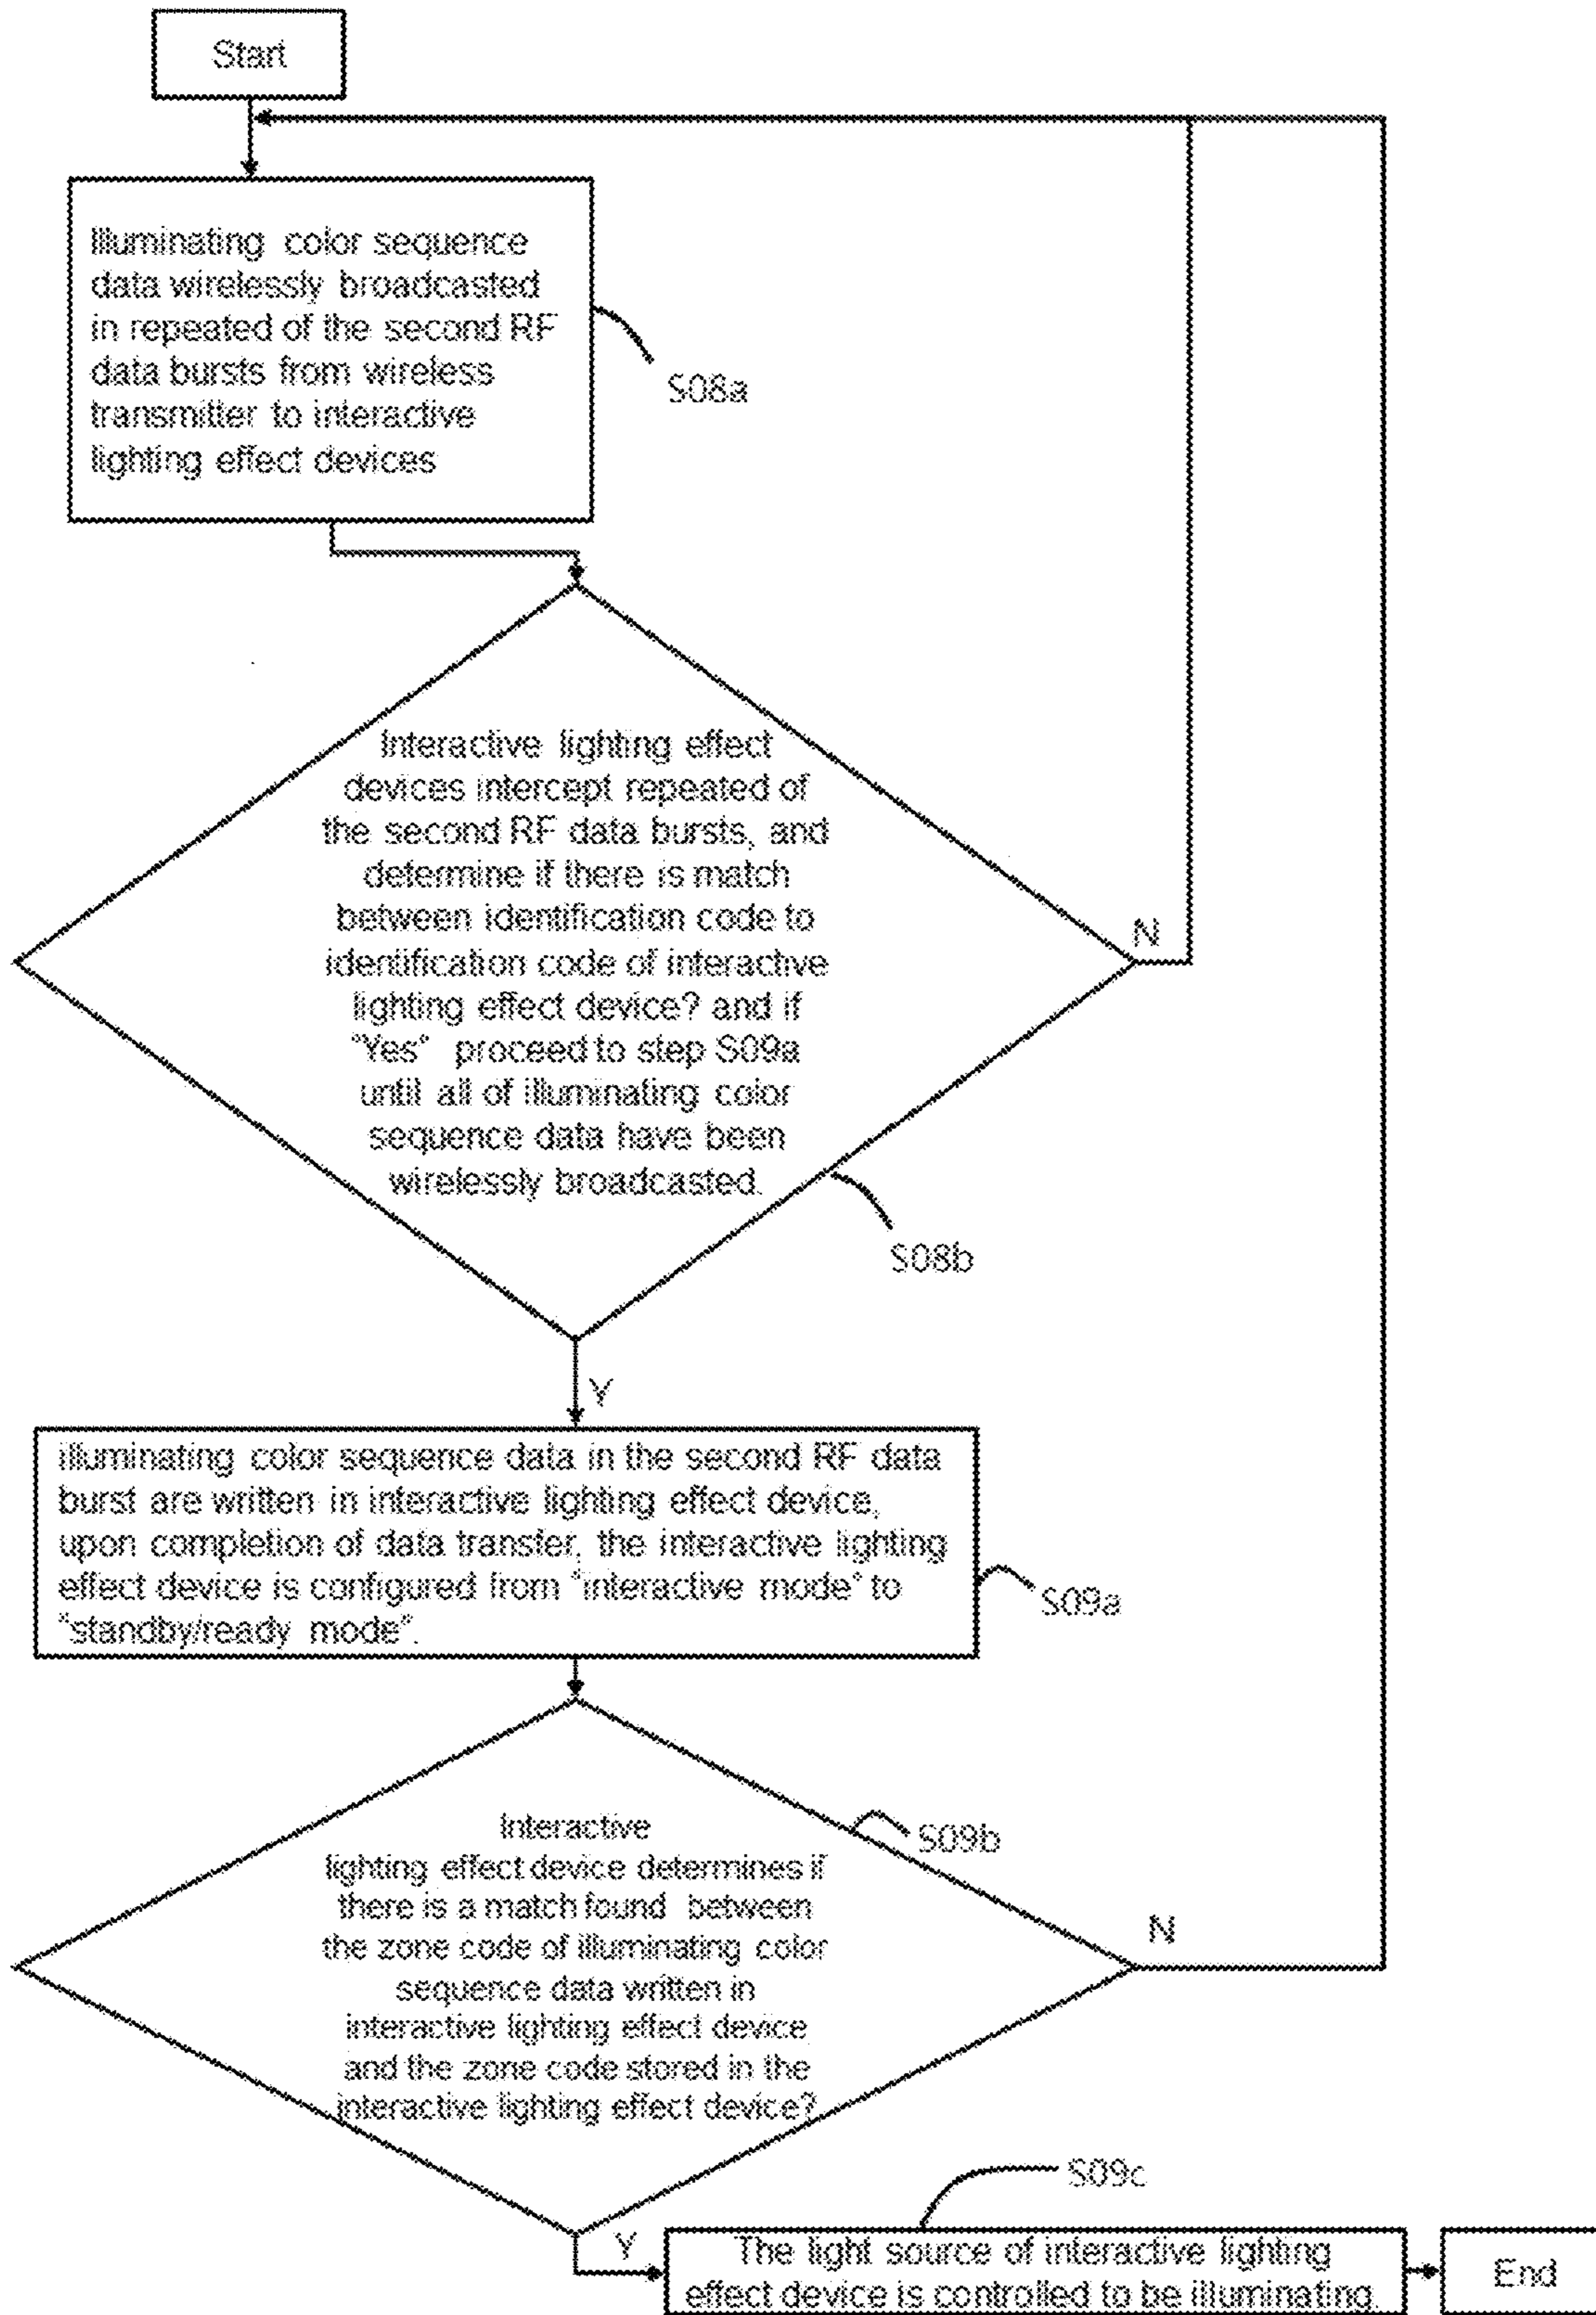 Start
Illuminating color sequence
data wirelessly broadcasted
in repeated of the second RF
data bursts from wireless
transmitter to interactive
lighting effect devices
S08a
Interactive lighting effect
devices intercept repeated of
the second RF data bursts, and
determine if there is match
between identification code to
identification code of interactive
lighting effect device? and if
"Yes" proceed to step S09a
until all of illuminating color
sequence data have been
wirelessly broadcasted.
N
S08b
Y
illuminating color sequence data in the second RF data
burst are written in interactive lighting effect device,
upon completion of data transfer, the interactive lighting
effect device is configured from "interactive mode" to
"standby/ready mode".
S09a
Interactive
lighting effect device determines if
there is a match found between
the zone code of illuminating color
sequence data written in
interactive lighting effect device
and the zone code stored in the
interactive lighting effect device?
S09b
N
Y
S09c
The light source of interactive lighting
effect device is controlled to be illuminating.
End